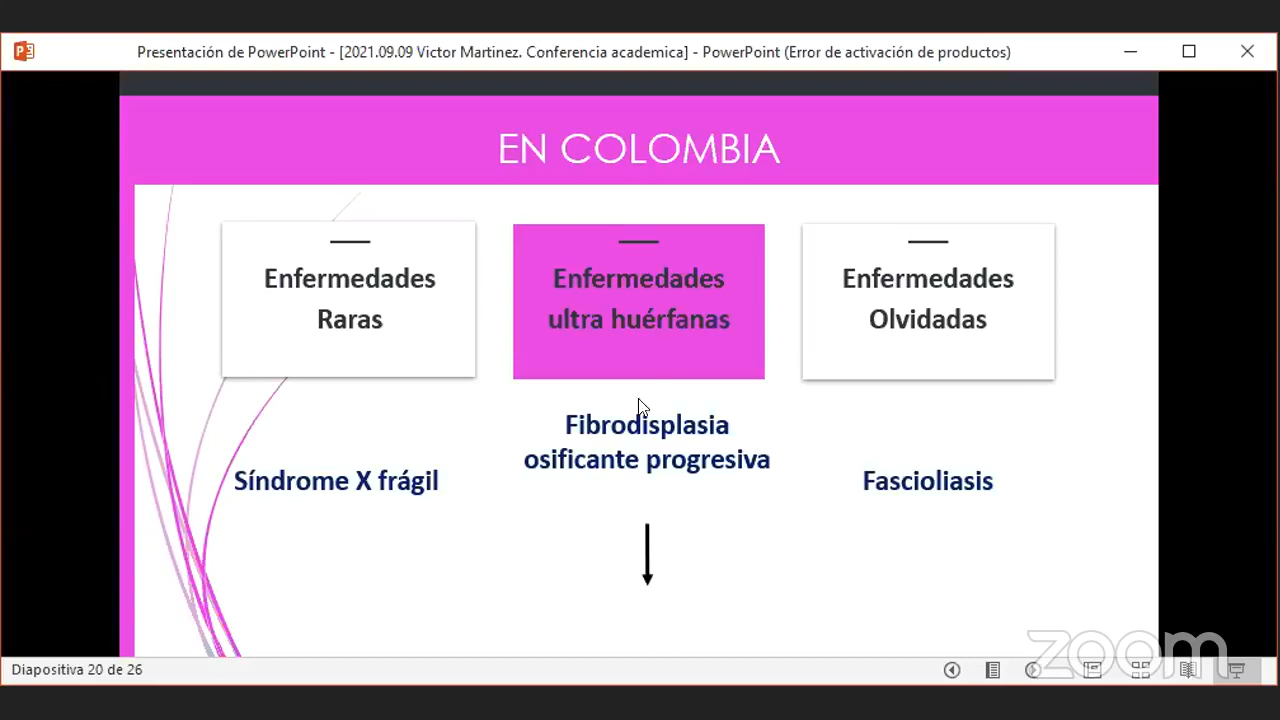 Presentación de PowerPoint - [2021.09.09 Victor Martinez. Conferencia academica] - PowerPoint (Error de activación de productos)
EN COLOMBIA
Enfermedades
Raras
Enfermedades
ultra huérfanas
Enfermedades
Olvidadas
Síndrome X frágil
Fibrodisplasia
osificante progresiva
Fascioliasis
zoom
Diapositiva 20 de 26